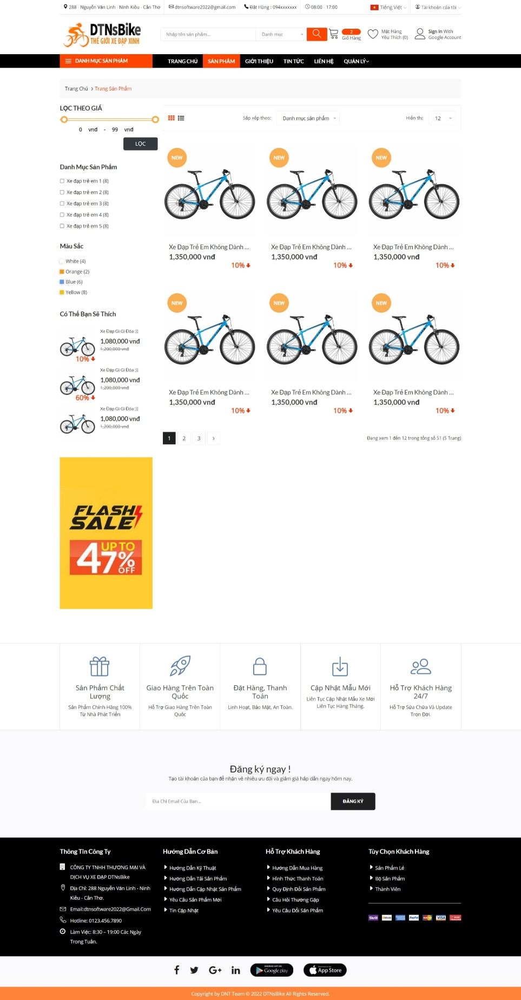 288 - Nguyễn Văn Linh - Ninh Kiều - Cần Thơ
dtnsoftware2022@gmail.com
Đặt Hàng : 094xxxxxxx
08:00 - 17:00
Tiếng Việt
Tài khoản của tôi
DTNsBike
THẾ GIỚI XE ĐẠP XINH
Nhập tên sản phẩm...
Danh mục
2
Giỏ Hàng
Mặt Hàng
Yêu Thích (0)
Sign In With
Google Account
DANH MỤC SẢN PHẨM
TRANG CHỦ
SẢN PHẨM
GIỚI THIỆU
TIN TỨC
LIÊN HỆ
QUẢN LÝ
Trang Chủ > Trang Sản Phẩm
LỌC THEO GIÁ
0 vnđ - 99 vnđ
LỌC
Danh Mục Sản Phẩm
Xe đạp trẻ em 1 (8)
Xe đạp trẻ em 2 (8)
Xe đạp trẻ em 3 (8)
Xe đạp trẻ em 4 (8)
Xe đạp trẻ em 5 (8)
Màu Sắc
White (4)
Orange (2)
Blue (6)
Yellow (8)
Có Thể Bạn Sẽ Thích
Xe Đạp Gì Gì Đóa :))
1,080,000 vnđ
1,200,000 vnđ
10%
Xe Đạp Gì Gì Đóa :))
1,080,000 vnđ
1,200,000 vnđ
60%
Xe Đạp Gì Gì Đóa :))
1,080,000 vnđ
1,200,000 vnđ
FLASH
SALE
UP TO
47%
OFF
Sắp xếp theo:
Danh mục sản phẩm
Hiển thị:
12
NEW
NEW
NEW
Xe Đạp Trẻ Em Không Dành ...
1,350,000 vnđ
10%
Xe Đạp Trẻ Em Không Dành ...
1,350,000 vnđ
10%
Xe Đạp Trẻ Em Không Dành ...
1,350,000 vnđ
10%
NEW
NEW
NEW
Xe Đạp Trẻ Em Không Dành ...
1,350,000 vnđ
10%
Xe Đạp Trẻ Em Không Dành ...
1,350,000 vnđ
10%
Xe Đạp Trẻ Em Không Dành ...
1,350,000 vnđ
10%
1 2 3 >
Đang xem 1 đến 12 trong tổng số 51 (5 Trang)
Sản Phẩm Chất
Lượng
Sản Phẩm Chính Hãng 100%
Từ Nhà Phát Triển
Giao Hàng Trên Toàn
Quốc
Hỗ Trợ Giao Hàng Trên Toàn
Quốc
Đặt Hàng, Thanh
Toán
Linh Hoạt, Bảo Mật, An Toàn.
Cập Nhật Mẫu Mới
Liên Tục Cập Nhật Mẫu Xe Mới
Liên Tục Hàng Tháng.
Hỗ Trợ Khách Hàng
24/7
Hỗ Trợ Sửa Chữa Và Update
Trọn Đời.
Đăng ký ngay !
Tạo tài khoản của bạn để nhận về nhiều ưu đãi và giảm giá hấp dẫn ngay hôm nay.
Địa Chỉ Email Của Bạn...
ĐĂNG KÝ
Thông Tin Công Ty
CÔNG TY TNHH THƯƠNG MẠI VÀ
DỊCH VỤ XE ĐẠP DTNsBike
Địa Chỉ: 288 Nguyễn Văn Linh - Ninh
Kiều - Cần Thơ.
Email:dtnsoftware2022@Gmail.Com
Hotline: 0123.456.7890
Làm Việc: 8:30 – 19:00 Các Ngày
Trong Tuần.
Hướng Dẫn Cơ Bản
Hướng Dẫn Kỹ Thuật
Hướng Dẫn Tải Sản Phẩm
Hướng Dẫn Cập Nhật Sản Phẩm
Yêu Cầu Sản Phẩm Mới
Tin Cập Nhật
Hỗ Trợ Khách Hàng
Hướng Dẫn Mua Hàng
Hình Thức Thanh Toán
Quy Định Đổi Sản Phẩm
Câu Hỏi Thường Gặp
Yêu Cầu Đổi Sản Phẩm
Tùy Chọn Khách Hàng
Sản Phẩm Lẻ
Bộ Sản Phẩm
Thành Viên
Skrill
PayPal
VISA
ANDROID APP ON
Google play
App Store
Copyright by DNT Team © 2022 DTNsBike All Rights Reserved.